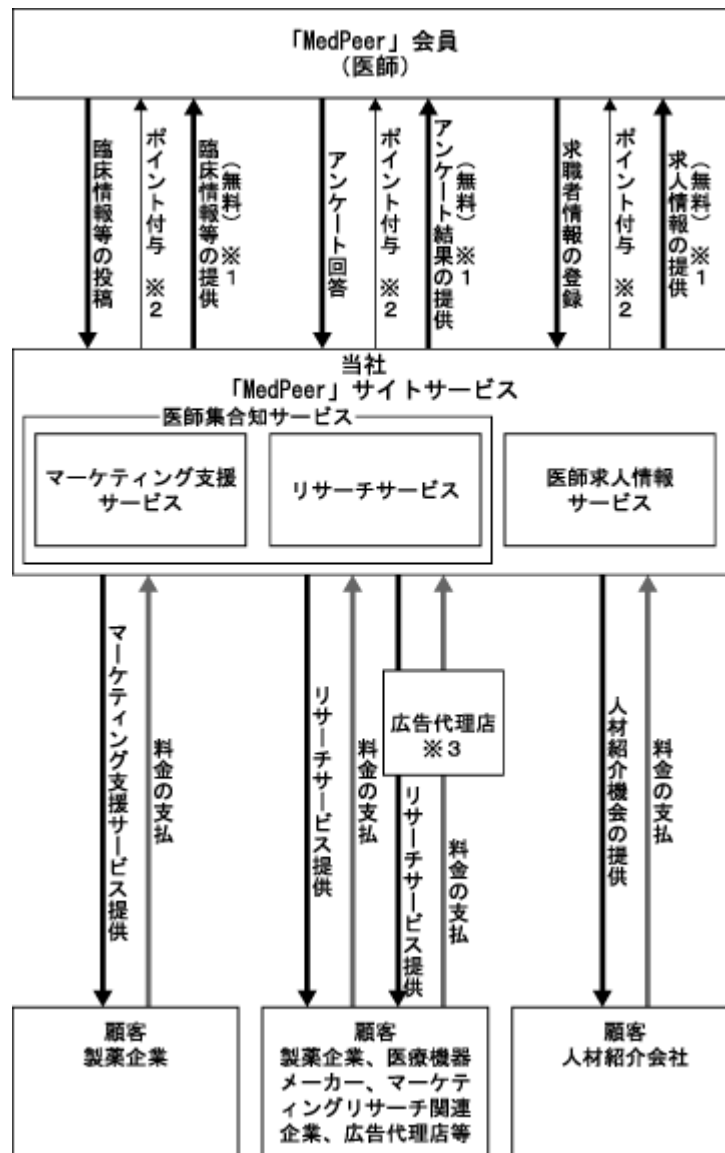 「MedPeer」会員
(医師)
臨床情報等の投稿
ポイント付与 ※2
臨床情報等の提供
(無料)※1
アンケート回答
ポイント付与 ※2
アンケート結果の提供
(無料)※1
求職者情報の登録
ポイント付与 ※2
求人情報の提供
(無料)※1
当社
「MedPeer」サイトサービス
医師集合知サービス
マーケティング支援
サービス
リサーチサービス
医師求人情報
サービス
マーケティング支援サービス提供
料金の支払
リサーチサービス提供
料金の支払
広告代理店
※3
リサーチサービス提供
料金の支払
人材紹介機会の提供
料金の支払
顧客
製薬企業
顧客
製薬企業、医療機器
メーカー、マーケテ
ィングリサーチ関連
企業、広告代理店等
顧客
人材紹介会社